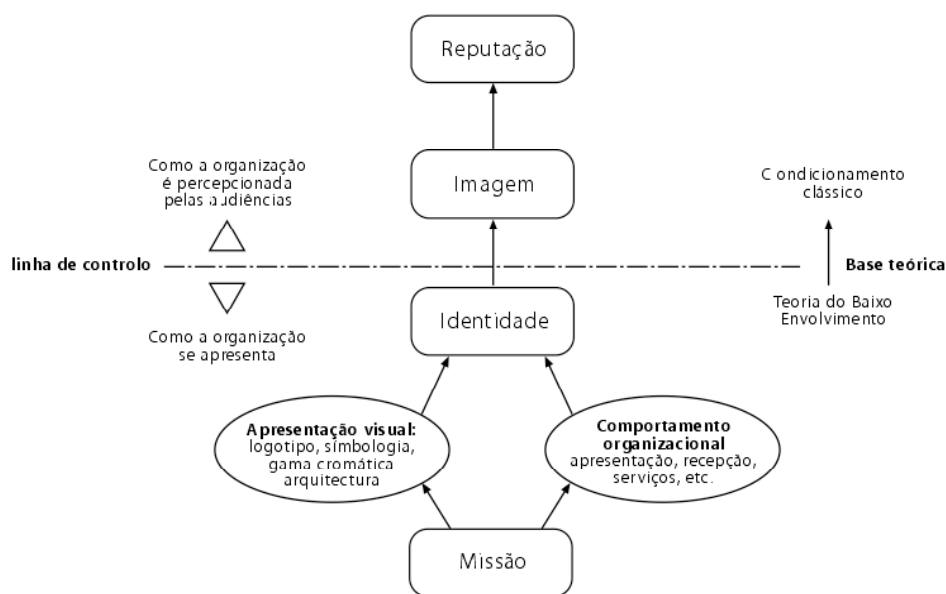 Reputação
Como a organização
é percepcionada
pelas audiências
Imagem
C ondicionamento
clássico
linha de controlo
Base teórica
Identidade
Teoria do Baixo
Envolvimento
Como a organização
se apresenta
Apresentação visual:
logotipo, simbologia,
gama cromática
arquitectura
Comportamento
organizacional
apresentação, recepção,
serviços, etc.
Missão